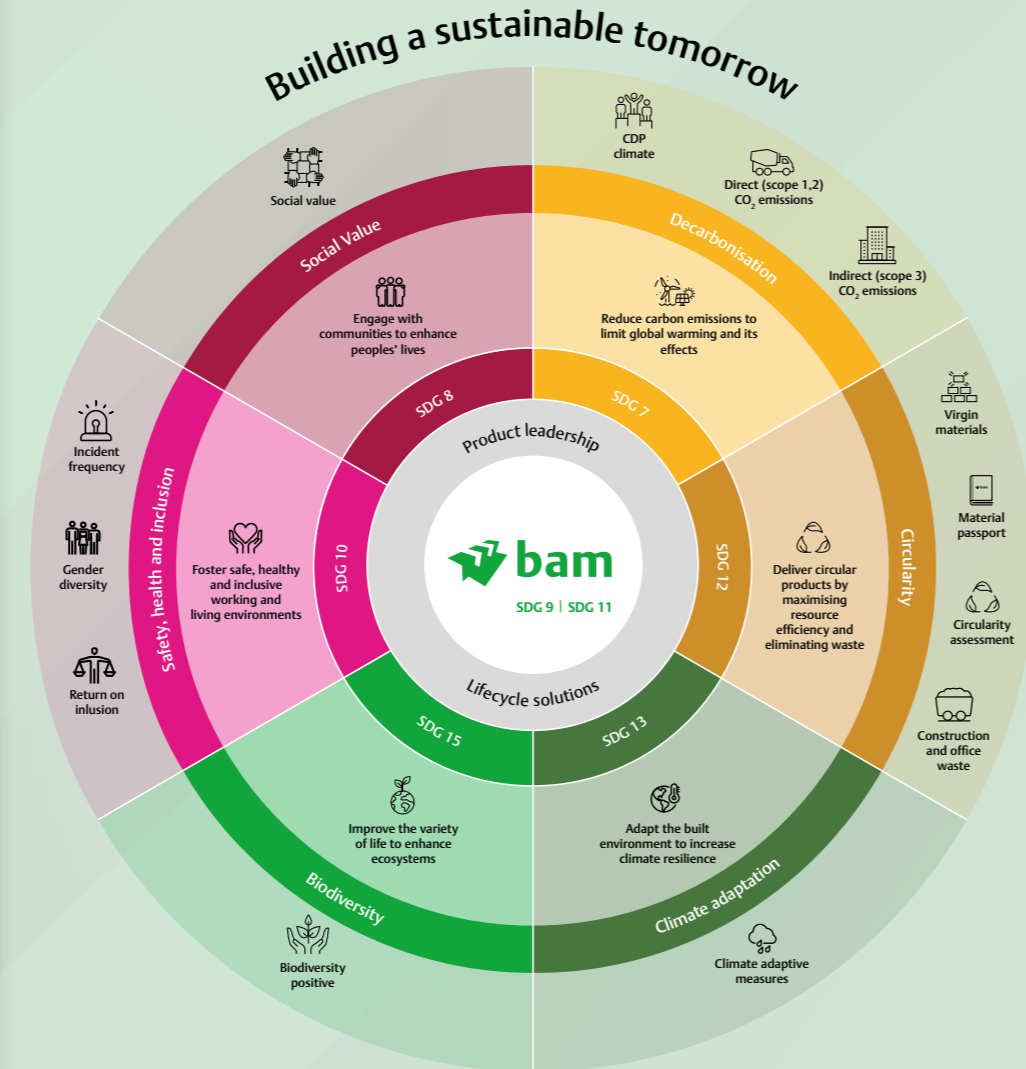 Building a sustainable tomorrow
CDP
climate
Direct (scope 1,2)
CO₂ emissions
Indirect (scope 3)
CO₂ emissions
Decarbonisation
Reduce carbon emissions to
limit global warming and its
effects
SDG 7
Virgin
materials
Material
passport
Circularity
assessment
Construction
and office
waste
Circularity
Deliver circular
products by
maximising
resource
efficiency and
eliminating waste
SDG 12
Climate adaptive
measures
Climate adaptation
Adapt the built
environment to increase
climate resilience
SDG 13
Biodiversity
positive
Biodiversity
Improve the variety
of life to enhance
ecosystems
SDG 15
Incident
frequency
Gender
diversity
Return on
inlusion
Safety, health and inclusion
Foster safe, healthy
and inclusive
working and
living environments
SDG 10
Social value
Social Value
Engage with
communities to enhance
peoples' lives
SDG 8
Product leadership
bam
SDG 9 | SDG 11
Lifecycle solutions